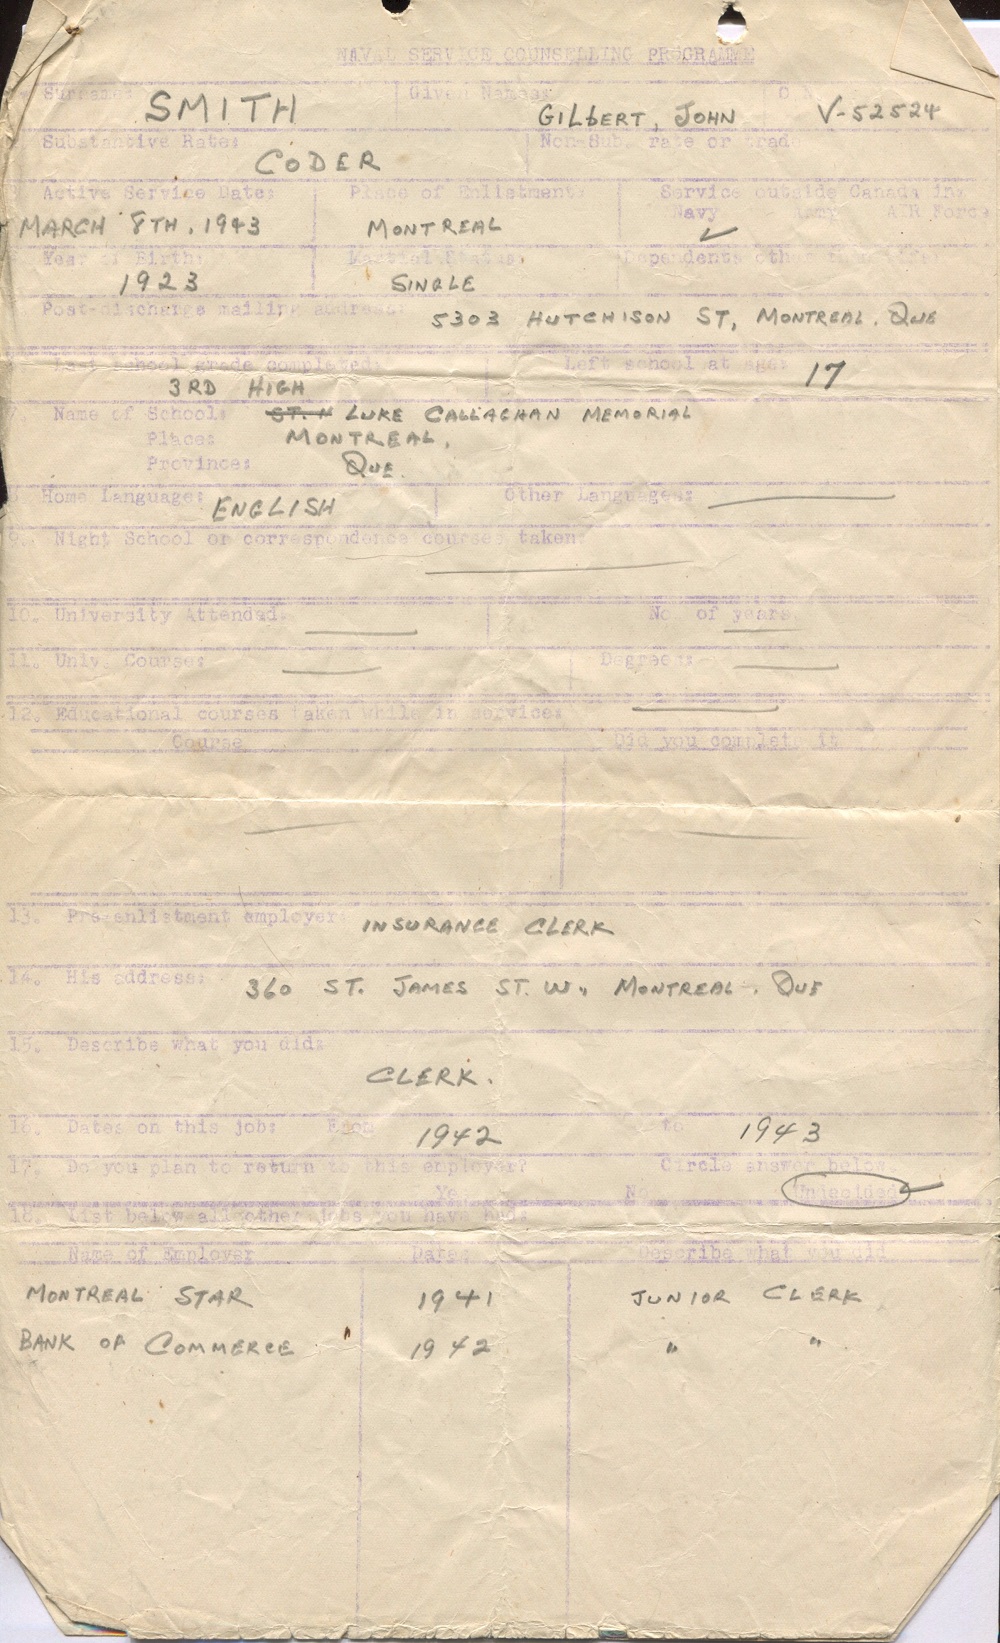 NAVAL SERVICE COUNSELLING PROGRAMME
Surname: Given Names:
SMITH GILBERT, JOHN V-52524
Substantive Rate: Non-Sub. rate or trade
CODER
Active Service Date: Place of Enlistment: Service outside Canada in:
Navy Army AIR Force
MARCH 8TH, 1943 MONTREAL ✓
Year of Birth: Marital Status: Dependents other than
1923 SINGLE
Post-discharge mailing address:
5303 HUTCHISON ST, MONTREAL. QUE
Last school grade completed: Left school at age:
3RD HIGH 17
7. Name of School: ST. LUKE CALLAGHAN MEMORIAL
Place: MONTREAL,
Province: QUE.
8. Home Language: ENGLISH Other Languages:
9. Night School or correspondence courses taken:
10. University Attended: No. of years
11. Univ. Course: Degree:
12. Educational courses taken while in service:
Course Did you complete it
13. Pre-enlistment employer INSURANCE CLERK
14. His address: 360 ST. JAMES ST. W., MONTREAL. QUE
15. Describe what you did:
CLERK.
16. Dates on this job: From 1942 to 1943
17. Do you plan to return to this employer? Circle answer below.
Yes No Undecided
18. List below all other jobs you have had:
Name of Employer Dates Describe what you did
MONTREAL STAR 1941 JUNIOR CLERK
BANK OF COMMERCE 1942 " "